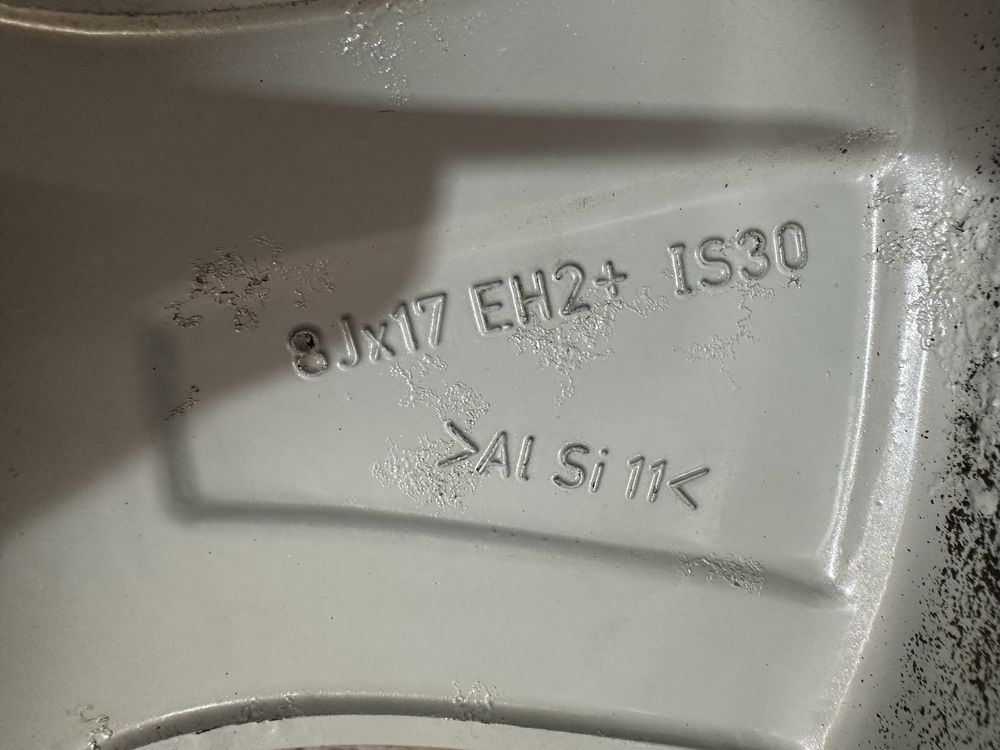 8Jx17 EH2+ IS30
>Al Si 11<